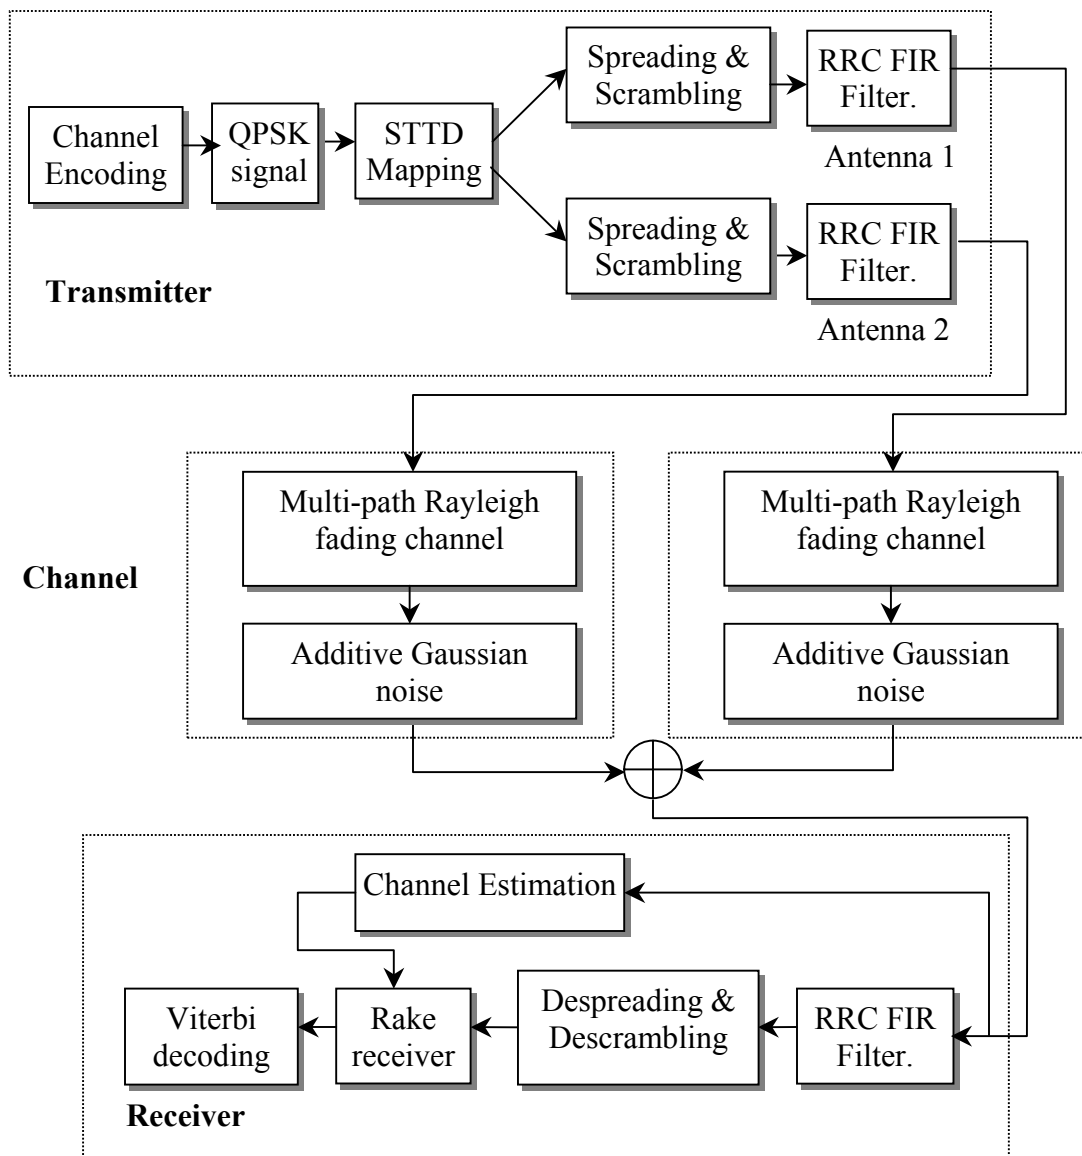 Channel
Encoding
QPSK
signal
STTD
Mapping
Spreading &
Scrambling
RRC FIR
Filter.
Antenna 1
Spreading &
Scrambling
RRC FIR
Filter.
Antenna 2
Transmitter
Multi-path Rayleigh
fading channel
Multi-path Rayleigh
fading channel
Channel
Additive Gaussian
noise
Additive Gaussian
noise
Channel Estimation
Viterbi
decoding
Rake
receiver
Despreading &
Descrambling
RRC FIR
Filter.
Receiver